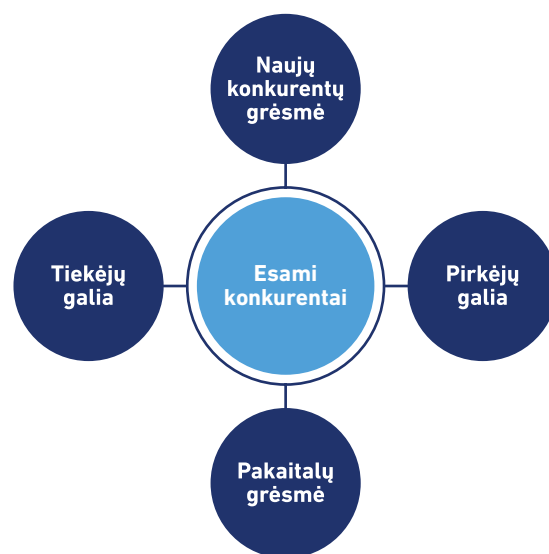 Naujų
konkurentų
grėsmė
Tiekėjų
galia
Esami
konkurentai
Pirkėjų
galia
Pakaitalų
grėsmė